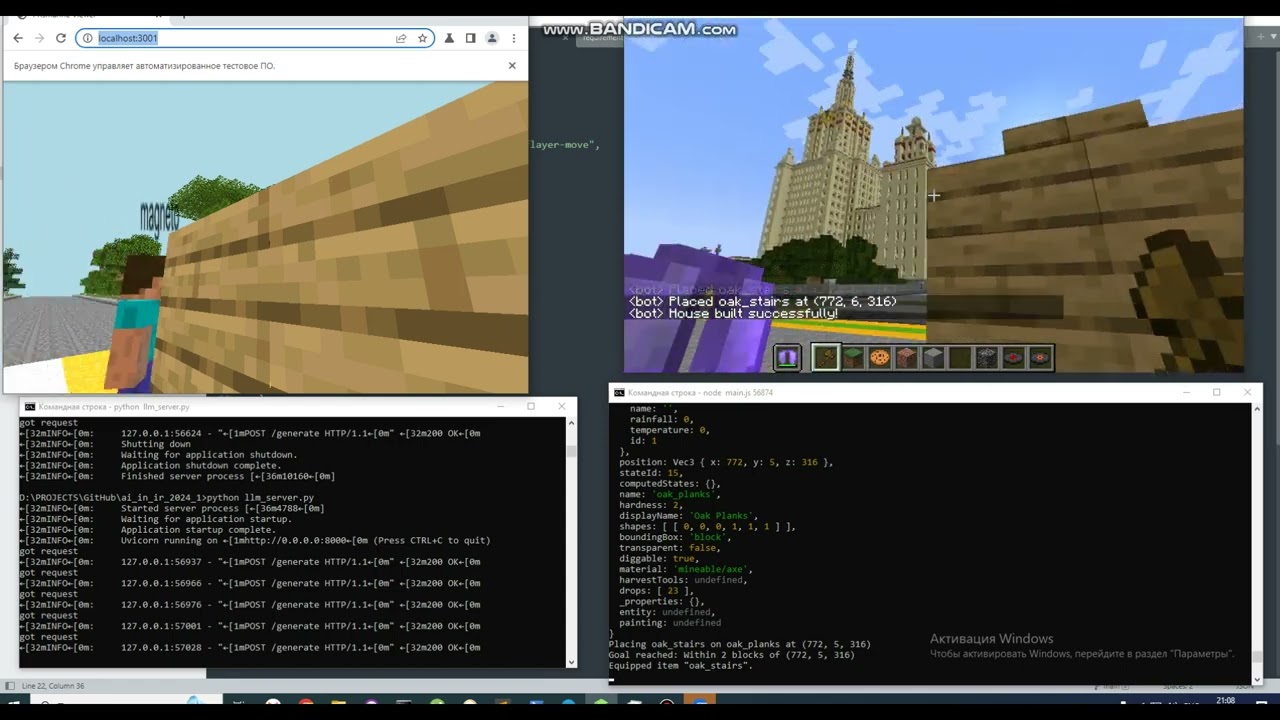 www.BANDICAM.com
localhost:3001
Браузером Chrome управляет автоматизированное тестовое ПО.
magneto
layer-move",
<bot> Placed oak_stairs at (772, 6, 316)
<bot> House built successfully!
Командная строка - python llm_server.py
got request
←[32mINFO←[0m: 127.0.0.1:56624 - "←[1mPOST /generate HTTP/1.1←[0m" ←[32m200 OK←[0m
←[32mINFO←[0m: Shutting down
←[32mINFO←[0m: Waiting for application shutdown.
←[32mINFO←[0m: Application shutdown complete.
←[32mINFO←[0m: Finished server process [←[36m10160←[0m]
D:\PROJECTS\GitHub\ai_in_ir_2024_1>python llm_server.py
←[32mINFO←[0m: Started server process [←[36m4788←[0m]
←[32mINFO←[0m: Waiting for application startup.
←[32mINFO←[0m: Application startup complete.
←[32mINFO←[0m: Uvicorn running on ←[1mhttp://0.0.0.0:8000←[0m (Press CTRL+C to quit)
got request
←[32mINFO←[0m: 127.0.0.1:56937 - "←[1mPOST /generate HTTP/1.1←[0m" ←[32m200 OK←[0m
got request
←[32mINFO←[0m: 127.0.0.1:56966 - "←[1mPOST /generate HTTP/1.1←[0m" ←[32m200 OK←[0m
got request
←[32mINFO←[0m: 127.0.0.1:56976 - "←[1mPOST /generate HTTP/1.1←[0m" ←[32m200 OK←[0m
got request
←[32mINFO←[0m: 127.0.0.1:57001 - "←[1mPOST /generate HTTP/1.1←[0m" ←[32m200 OK←[0m
got request
←[32mINFO←[0m: 127.0.0.1:57028 - "←[1mPOST /generate HTTP/1.1←[0m" ←[32m200 OK←[0m
Командная строка - node main.js 56874
name: '',
rainfall: 0,
temperature: 0,
id: 1
},
position: Vec3 { x: 772, y: 5, z: 316 },
stateId: 15,
computedStates: {},
name: 'oak_planks',
hardness: 2,
displayName: 'Oak Planks',
shapes: [ [ 0, 0, 0, 1, 1, 1 ] ],
boundingBox: 'block',
transparent: false,
diggable: true,
material: 'mineable/axe',
harvestTools: undefined,
drops: [ 23 ],
_properties: {},
entity: undefined,
painting: undefined
}
Placing oak_stairs on oak_planks at (772, 5, 316)
Goal reached: Within 2 blocks of (772, 5, 316)
Equipped item "oak_stairs".
Активация Windows
Чтобы активировать Windows, перейдите в раздел "Параметры".
Line 22, Column 36
21:08